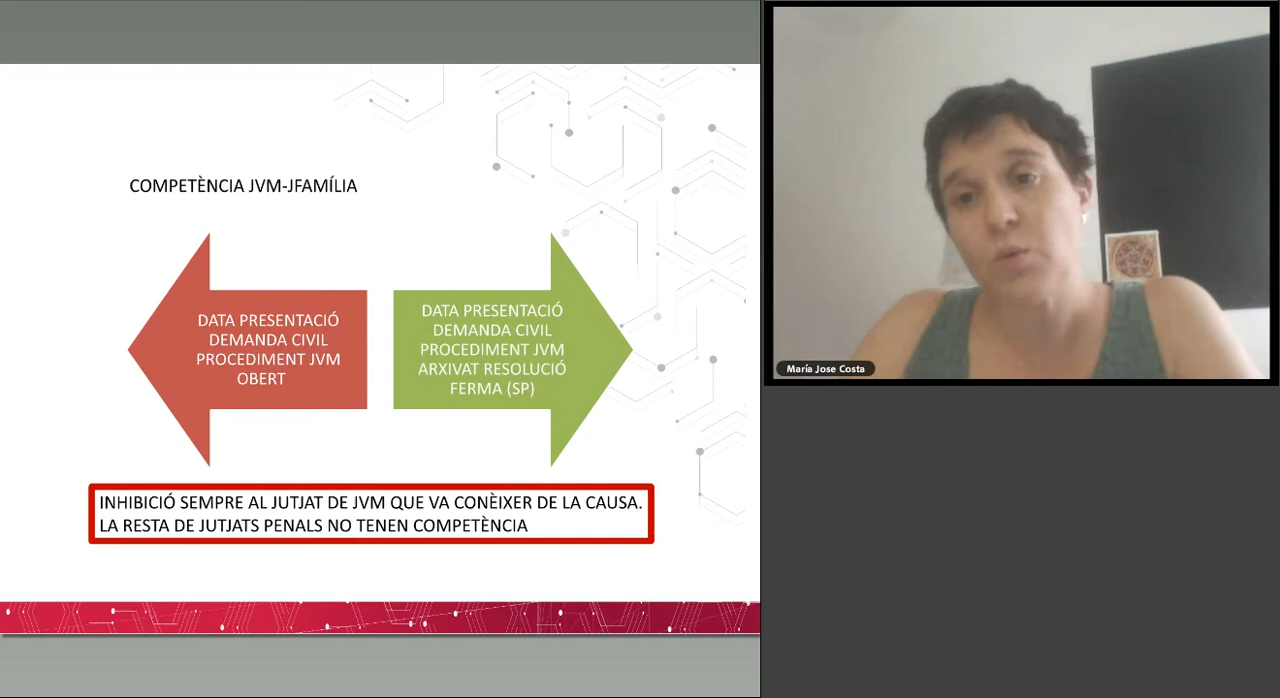 COMPETÈNCIA JVM-JFAMÍLIA
DATA PRESENTACIÓ
DEMANDA CIVIL
PROCEDIMENT JVM
OBERT
DATA PRESENTACIÓ
DEMANDA CIVIL
PROCEDIMENT JVM
ARXIVAT RESOLUCIÓ
FERMA (SP)
INHIBICIÓ SEMPRE AL JUTJAT DE JVM QUE VA CONÈIXER DE LA CAUSA.
LA RESTA DE JUTJATS PENALS NO TENEN COMPETÈNCIA
María Jose Costa